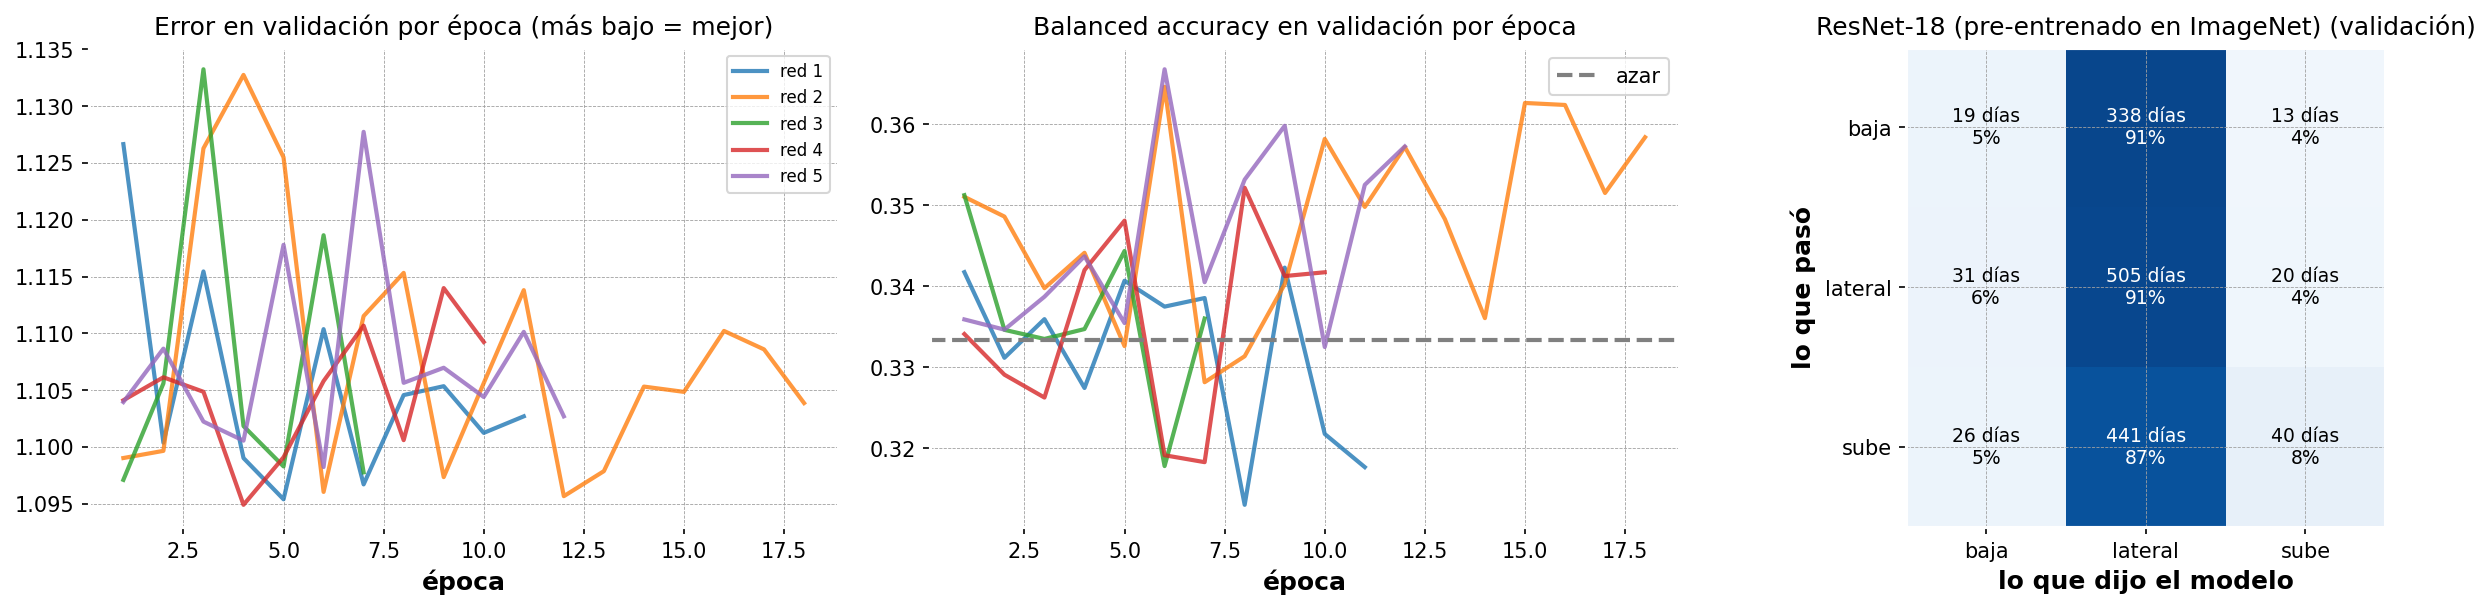 Error en validación por época (más bajo = mejor)
1.135
1.130
1.125
1.120
1.115
1.110
1.105
1.100
1.095
2.5 5.0 7.5 10.0 12.5 15.0 17.5
época
red 1
red 2
red 3
red 4
red 5
Balanced accuracy en validación por época
0.36
0.35
0.34
0.33
0.32
2.5 5.0 7.5 10.0 12.5 15.0 17.5
época
azar
ResNet-18 (pre-entrenado en ImageNet) (validación)
lo que pasó
baja
19 días
5%
338 días
91%
13 días
4%
lateral
31 días
6%
505 días
91%
20 días
4%
sube
26 días
5%
441 días
87%
40 días
8%
baja lateral sube
lo que dijo el modelo